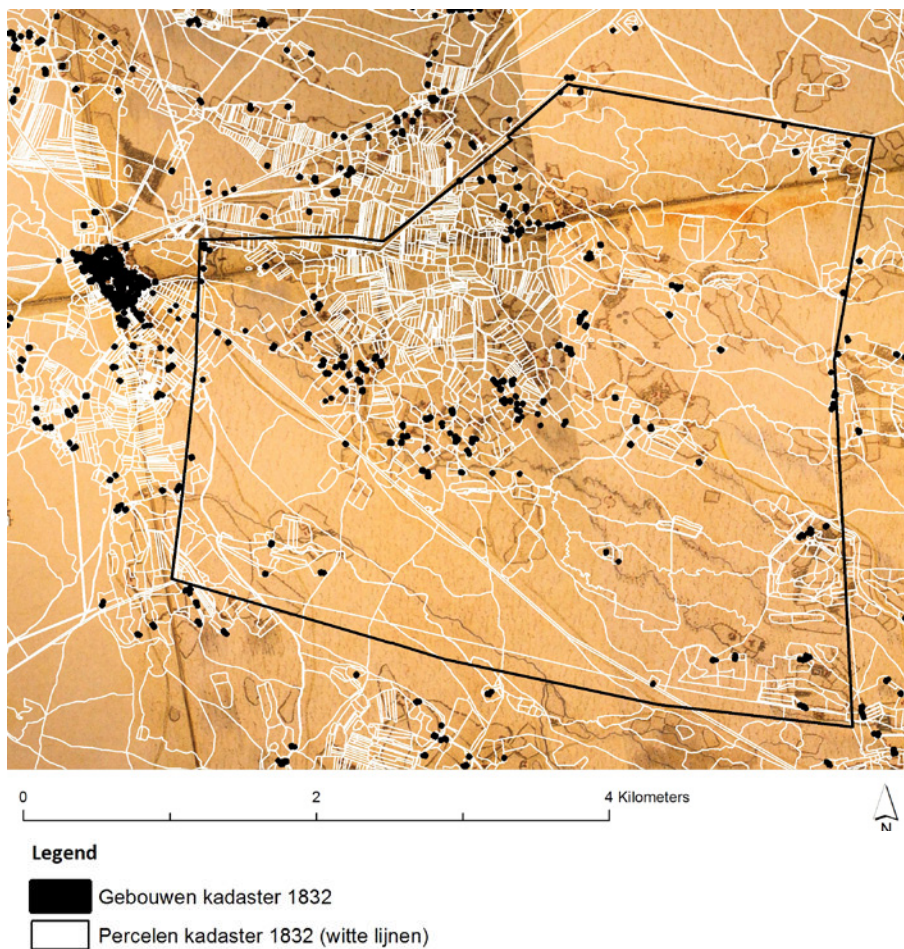 0 2 4 Kilometers
N
Legend
Gebouwen kadaster 1832
Percelen kadaster 1832 (witte lijnen)